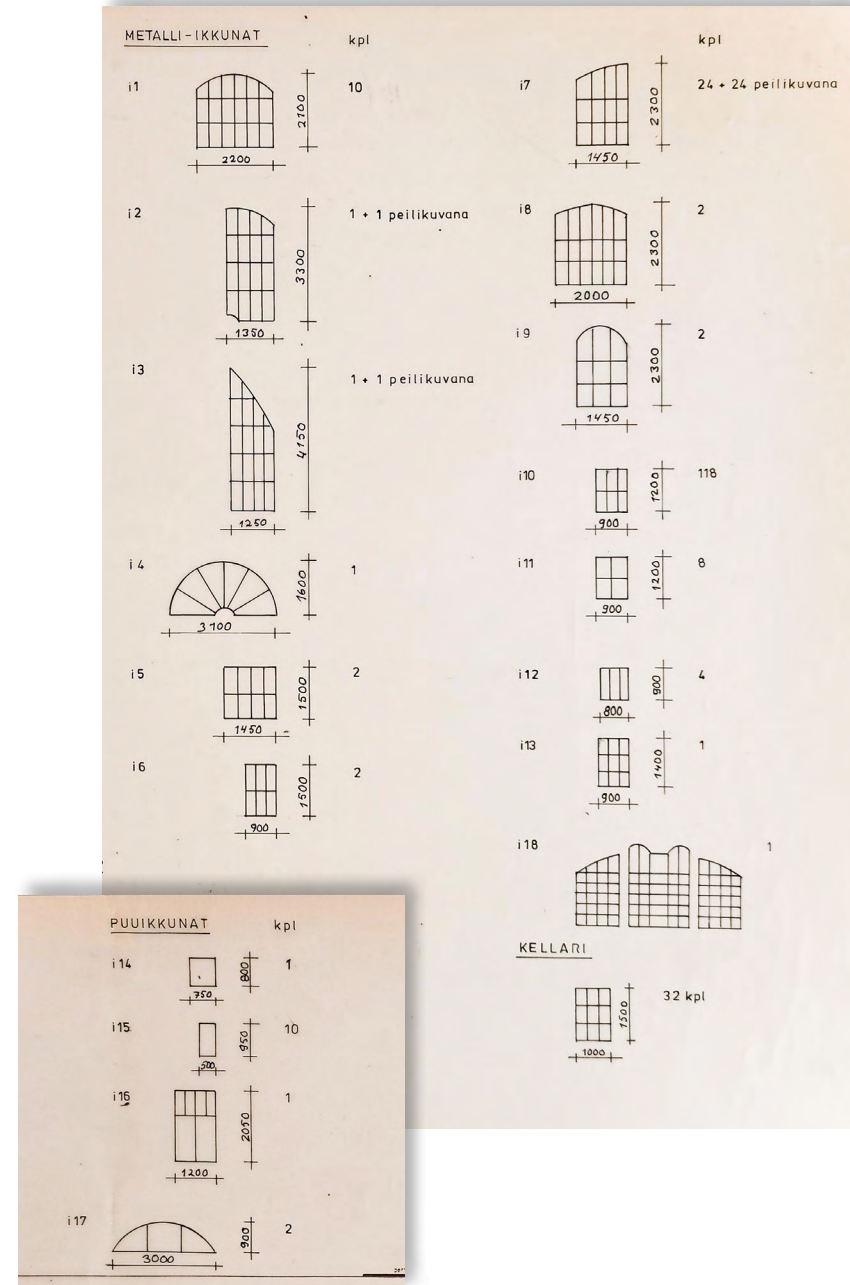 METALLI-IKKUNAT
kpl
i1
2100
10
2200
i2
3300
1 + 1 peilikuvana
1350
i3
4150
1 + 1 peilikuvana
1250
i4
1600
1
3100
i5
1500
2
1450
i6
1500
2
900
kpl
i7
2300
24 + 24 peilikuvana
1450
i8
2300
2
2000
i9
2300
2
1450
i10
1200
118
900
i11
1200
8
900
i12
900
4
800
i13
1400
1
900
i18
1
KELLARI
1500
32 kpl
1000
PUUIKKUNAT
kpl
i14
800
1
750
i15
950
10
500
i16
2050
1
1200
i17
900
2
3000